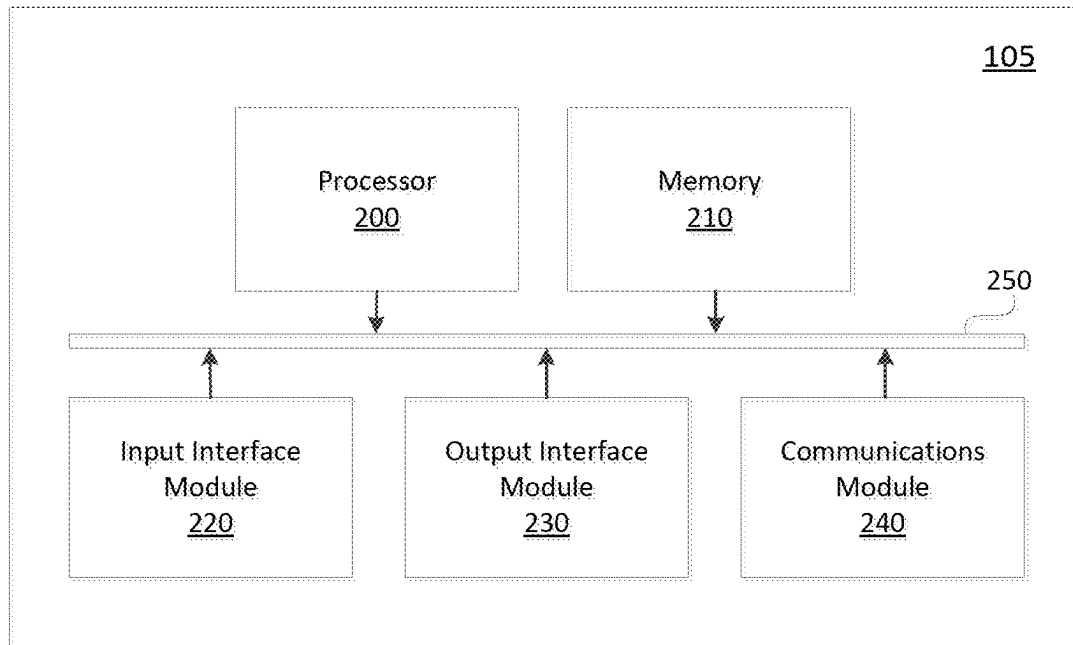 105
Processor
200
Memory
210
250
Input Interface
Module
220
Output Interface
Module
230
Communications
Module
240